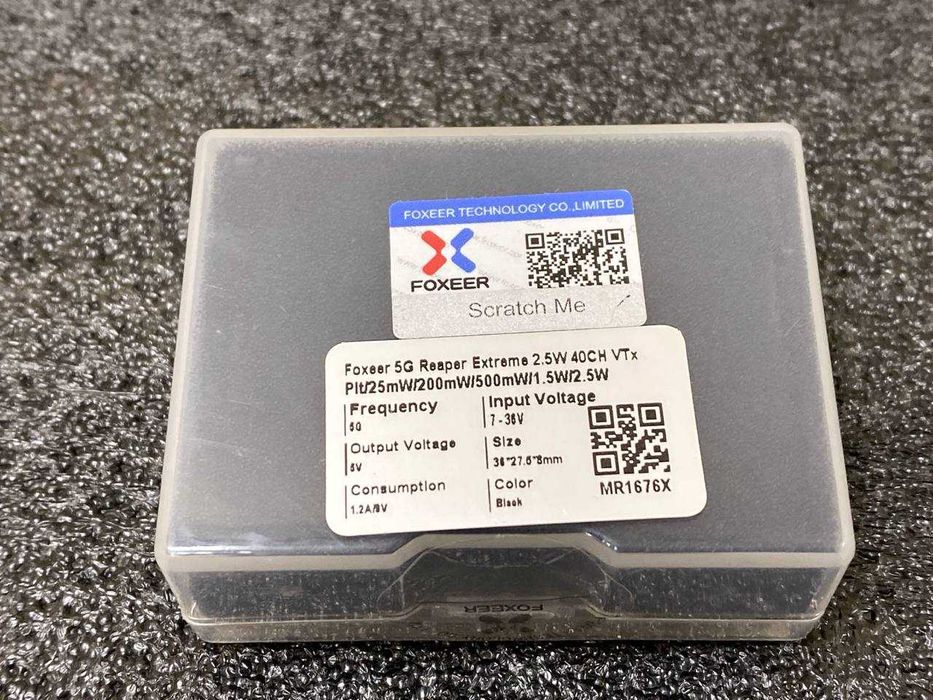 FOXEER TECHNOLOGY CO.,LIMITED
FOXEER
Scratch Me
Foxeer 5G Reaper Extreme 2.5W 40CH VTx
Pit/25mW/200mW/500mW/1.5W/2.5W
Frequency
5G
Input Voltage
7 - 36V
Output Voltage
5V
Size
36*27.5*8mm
Consumption
1.2A/8V
Color
Black
MR1676X
FOXEER